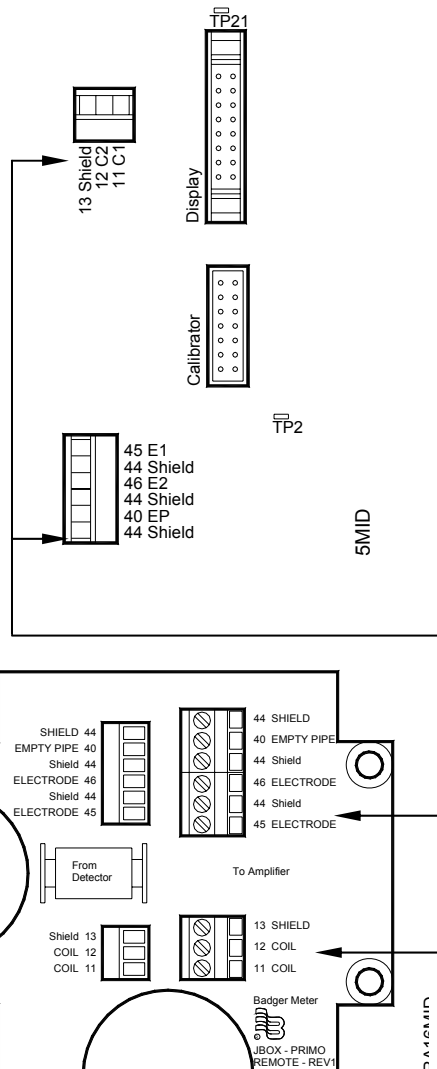 TP21
13 Shield
12 C2
11 C1
Display
Calibrator
TP2
45 E1
44 Shield
46 E2
44 Shield
40 EP
44 Shield
5MID
SHIELD 44
EMPTY PIPE 40
Shield 44
ELECTRODE 46
Shield 44
ELECTRODE 45
44 SHIELD
40 EMPTY PIPE
44 Shield
46 ELECTRODE
44 Shield
45 ELECTRODE
From
Detector
To Amplifier
Shield 13
COIL 12
COIL 11
13 SHIELD
12 COIL
11 COIL
Badger Meter
JBOX - PRIMO
REMOTE - REV1